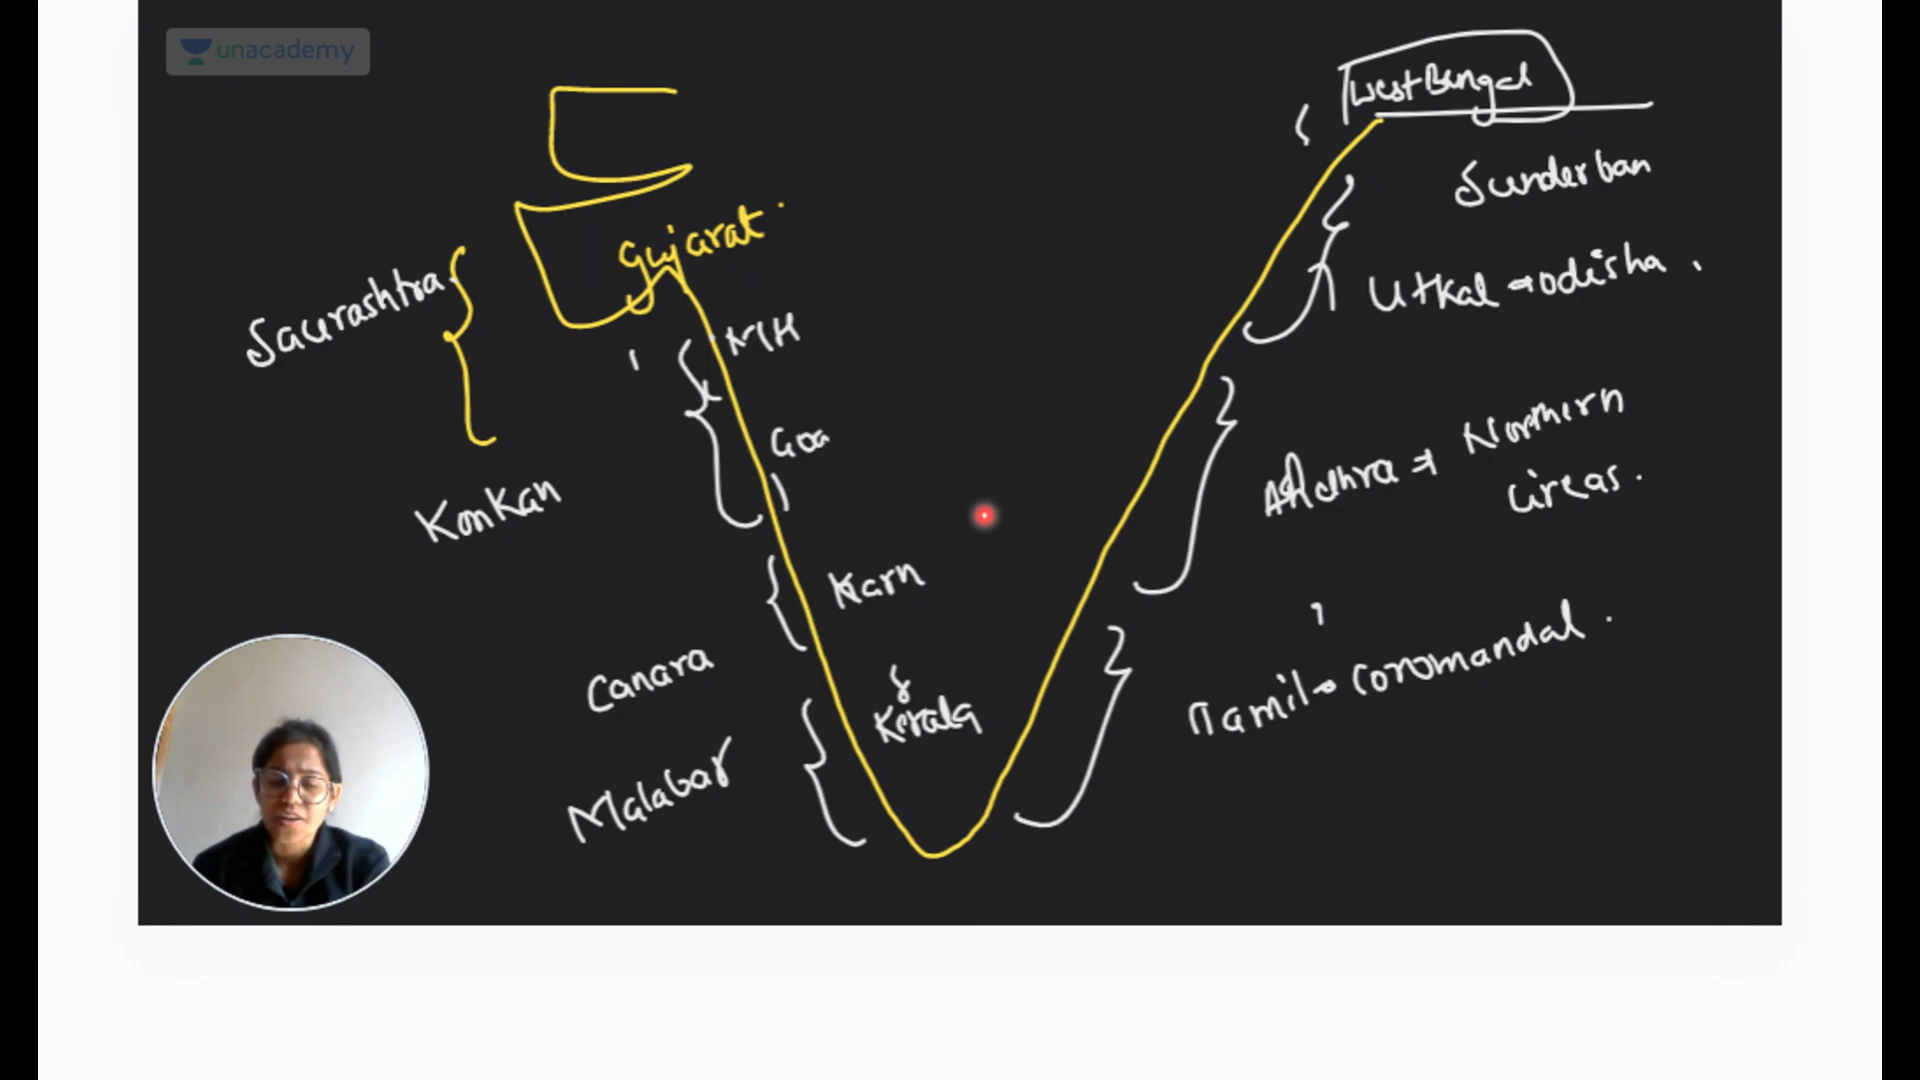 unacademy
West Bengal
Sunderban
Gujarat
Saurashtra
Utkal → odisha
MH
Goa
Andhra → Northern
circas.
Konkan
Karn
Canara
Kerala
Tamil → coromandal.
Malabar